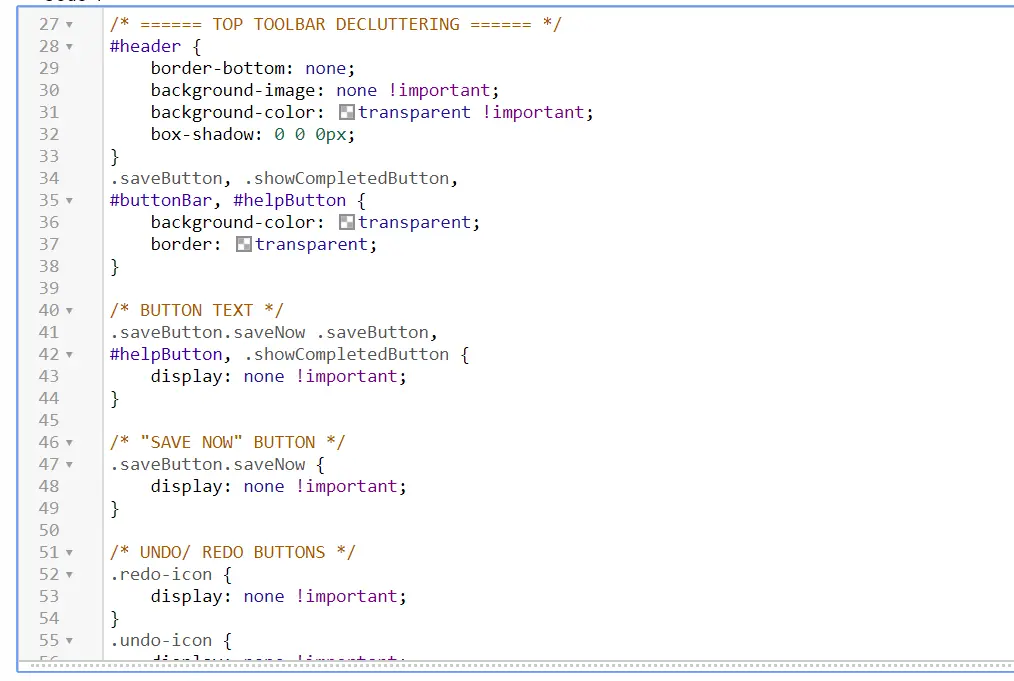 27 /* ====== TOP TOOLBAR DECLUTTERING ====== */
28 #header {
29     border-bottom: none;
30     background-image: none !important;
31     background-color: transparent !important;
32     box-shadow: 0 0 0px;
33 }
34 .saveButton, .showCompletedButton,
35 #buttonBar, #helpButton {
36     background-color: transparent;
37     border: transparent;
38 }
39
40 /* BUTTON TEXT */
41 .saveButton.saveNow .saveButton,
42 #helpButton, .showCompletedButton {
43     display: none !important;
44 }
45
46 /* "SAVE NOW" BUTTON */
47 .saveButton.saveNow {
48     display: none !important;
49 }
50
51 /* UNDO/ REDO BUTTONS */
52 .redo-icon {
53     display: none !important;
54 }
55 .undo-icon {